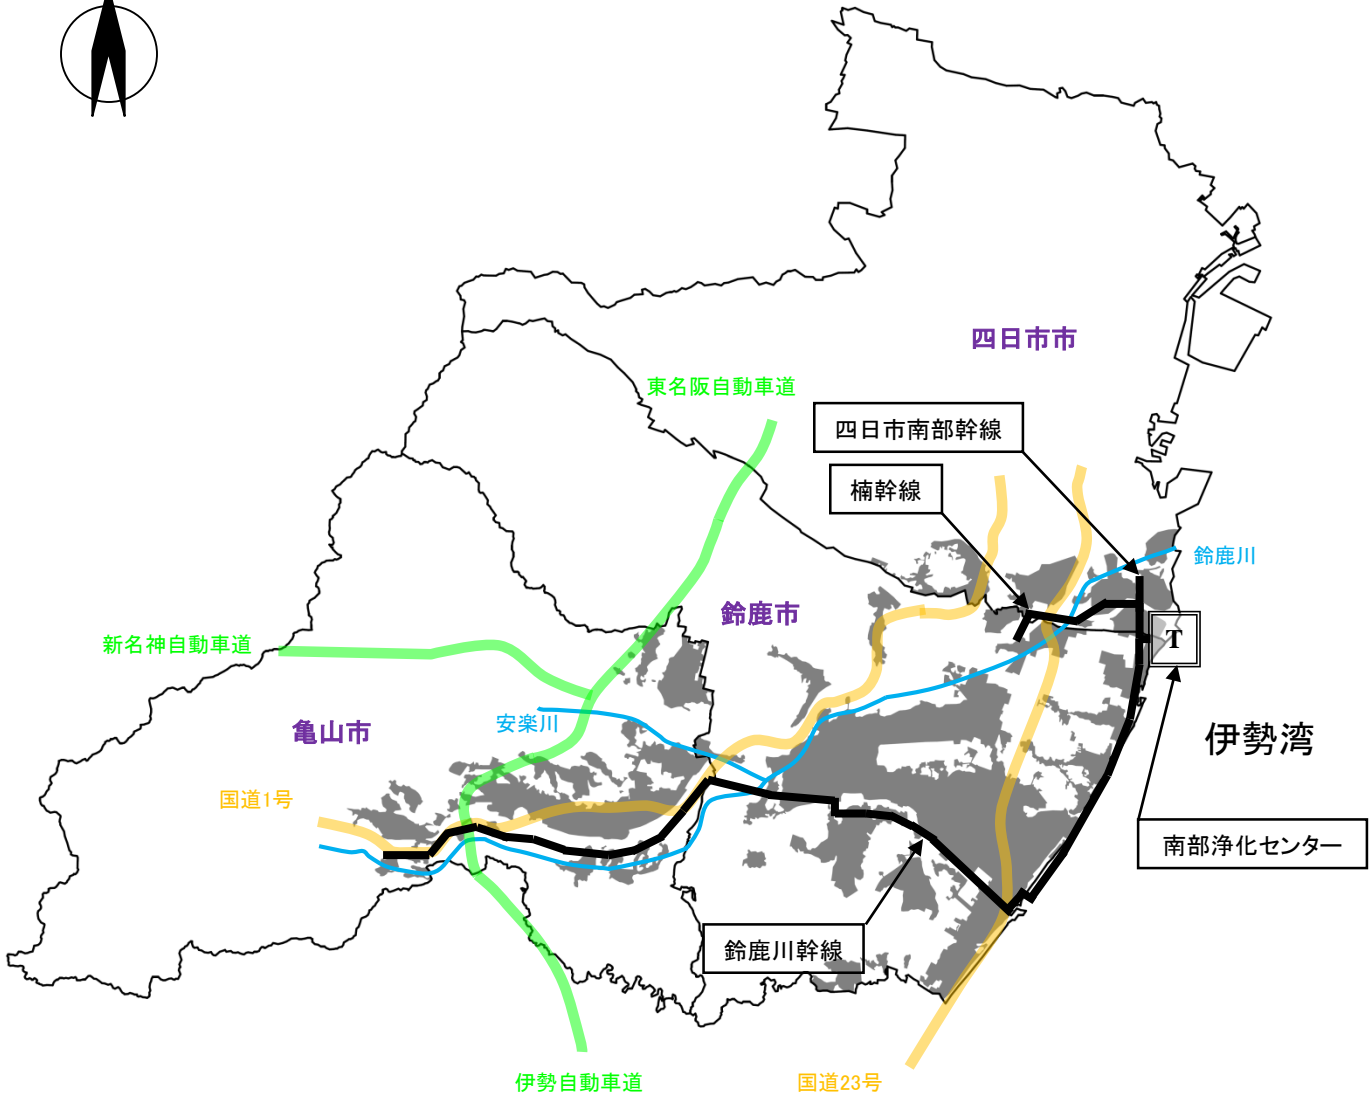 四日市市
東名阪自動車道
四日市南部幹線
楠幹線
鈴鹿川
鈴鹿市
新名神自動車道
T
安楽川
亀山市
伊勢湾
国道1号
南部浄化センター
鈴鹿川幹線
伊勢自動車道
国道23号